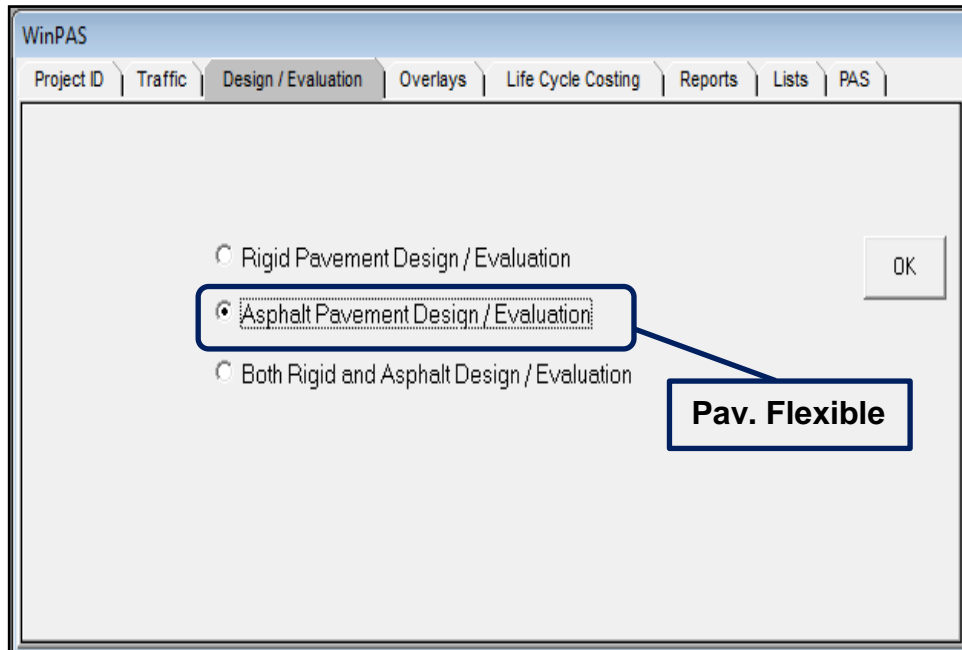 WinPAS
Project ID Traffic Design / Evaluation Overlays Life Cycle Costing Reports Lists PAS
Rigid Pavement Design / Evaluation
OK
Asphalt Pavement Design / Evaluation
Both Rigid and Asphalt Design / Evaluation
Pav. Flexible